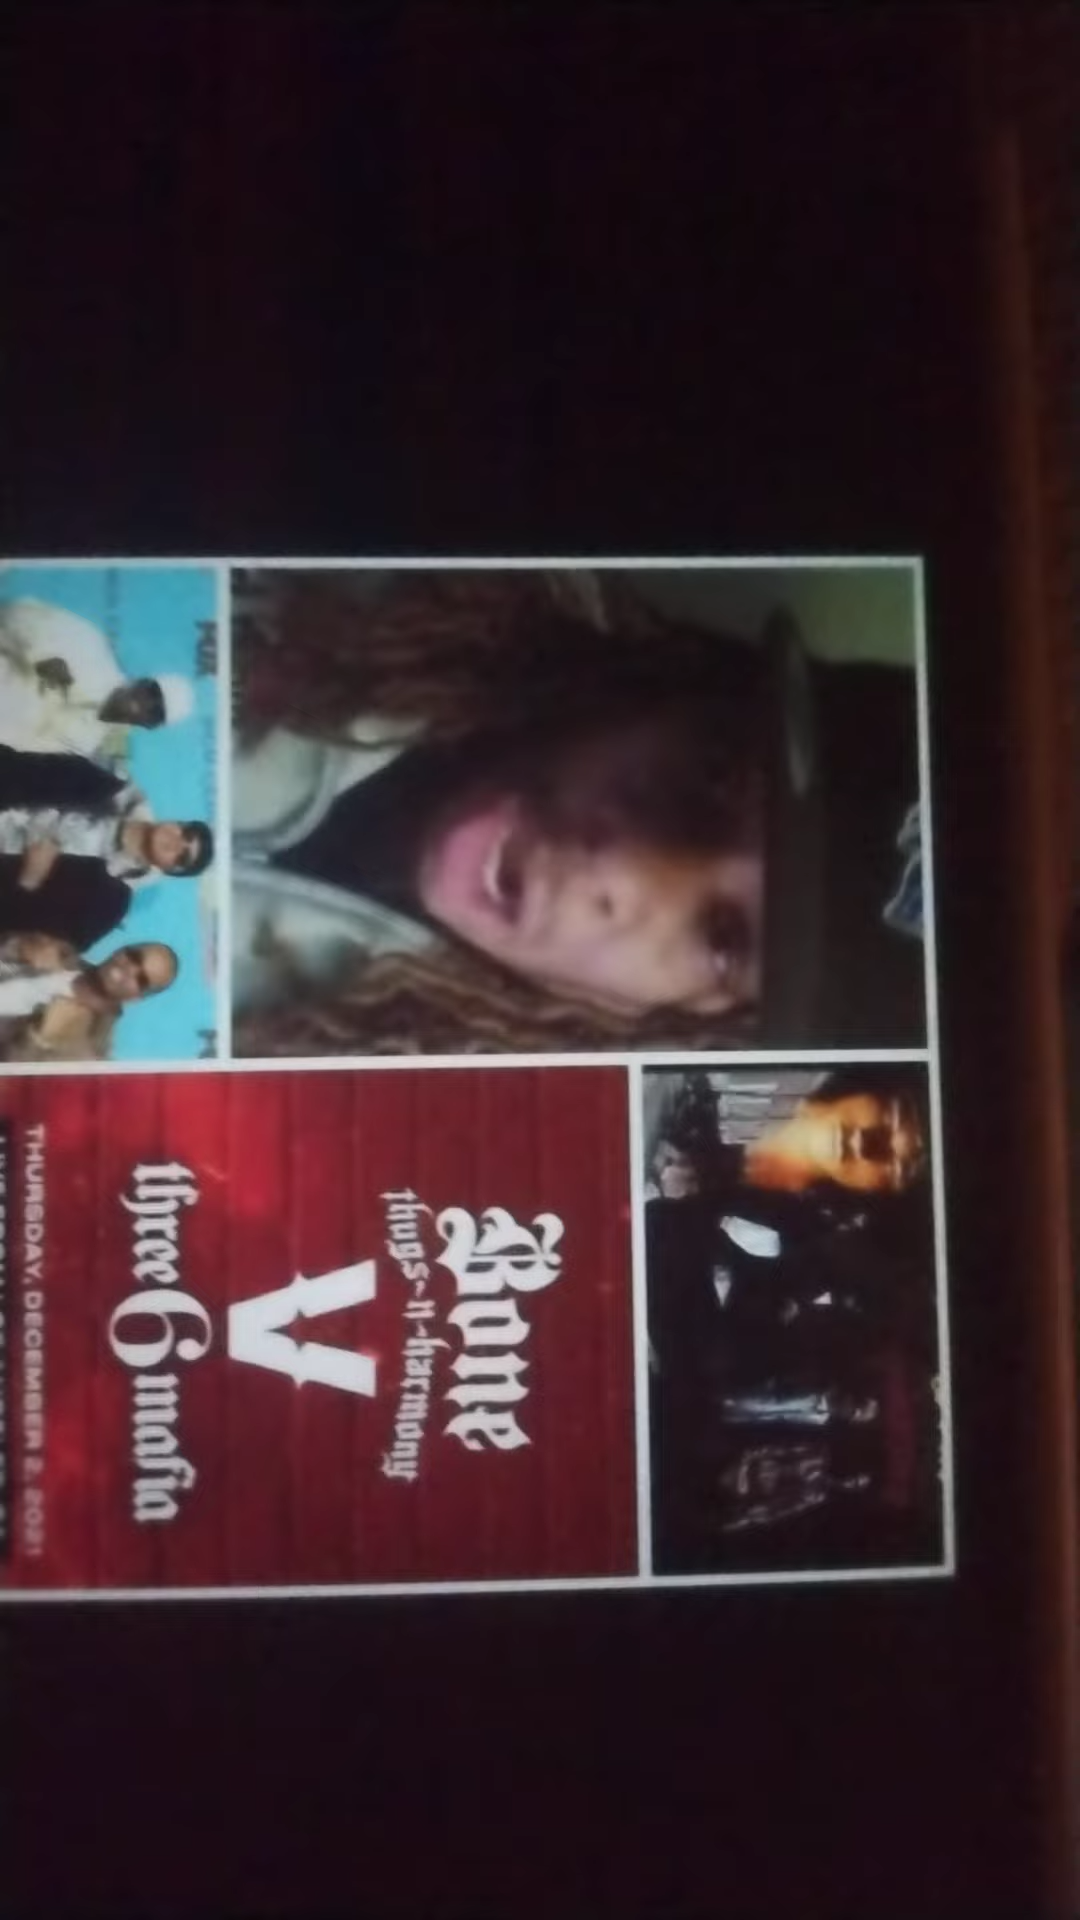 Bone
thugs-n-harmony
V
three 6 mafia
THURSDAY, DECEMBER 2, 2021